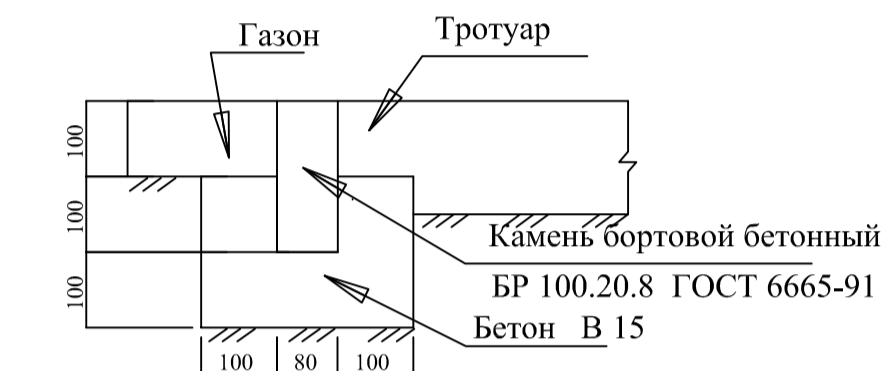 Газон
Тротуар
100
100
Камень бортовой бетонный
БР 100.20.8 ГОСТ 6665-91
100
Бетон В 15
100 80 100